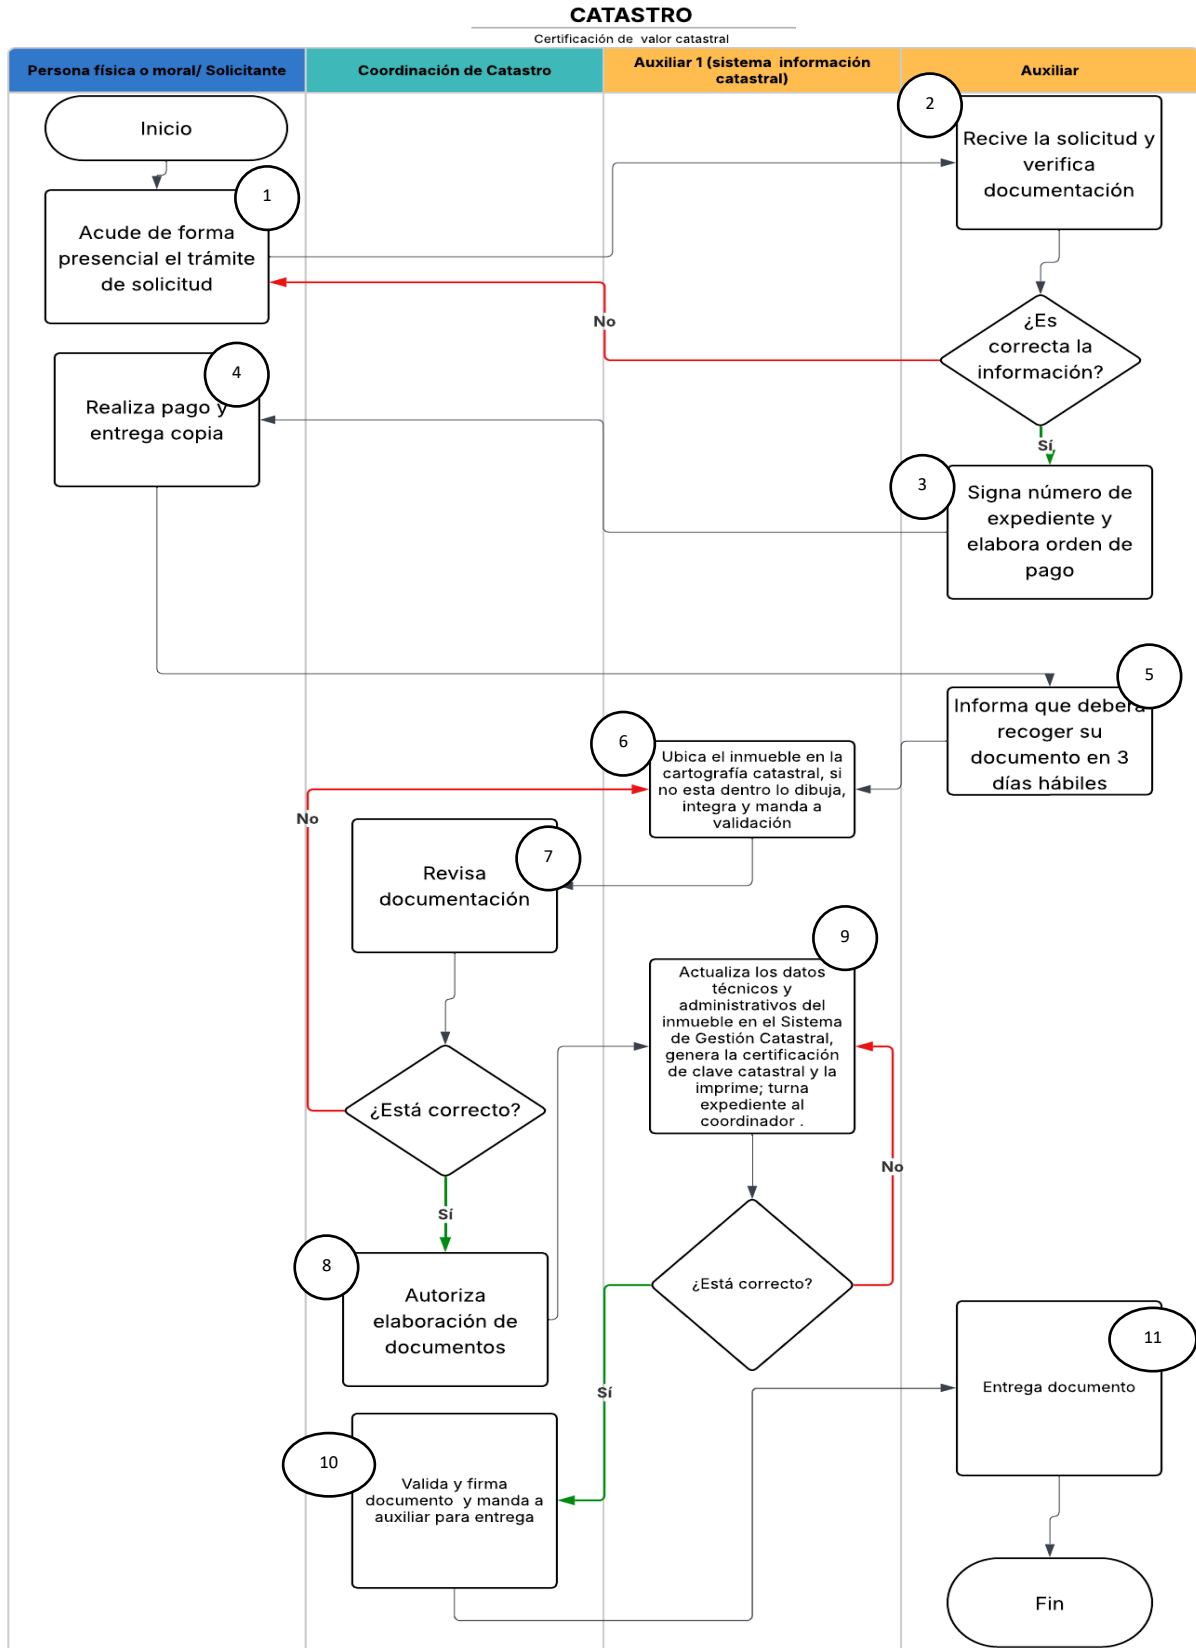 CATASTRO
Certificación de  valor catastral
Persona física o moral/ Solicitante
Coordinación de Catastro
Auxiliar 1 (sistema  información
catastral)
Auxiliar
Inicio
1
Acude de forma
presencial el trámite
de solicitud
2
Recive la solicitud y
verifica
documentación
¿Es
correcta la
información?
No
Sí
3
Signa número de
expediente y
elabora orden de
pago
4
Realiza pago y
entrega copia
5
Informa que deberá
recoger su
documento en 3
días hábiles
6
Ubica el inmueble en la
cartografía catastral, si
no esta dentro lo dibuja,
integra y manda a
validación
7
Revisa
documentación
¿Está correcto?
No
Sí
8
Autoriza
elaboración de
documentos
9
Actualiza los datos
técnicos y
administrativos del
inmueble en el Sistema
de Gestión Catastral,
genera la certificación
de clave catastral y la
imprime; turna
expediente al
coordinador .
¿Está correcto?
No
Sí
10
Valida y firma
documento  y manda a
auxiliar para entrega
11
Entrega documento
Fin